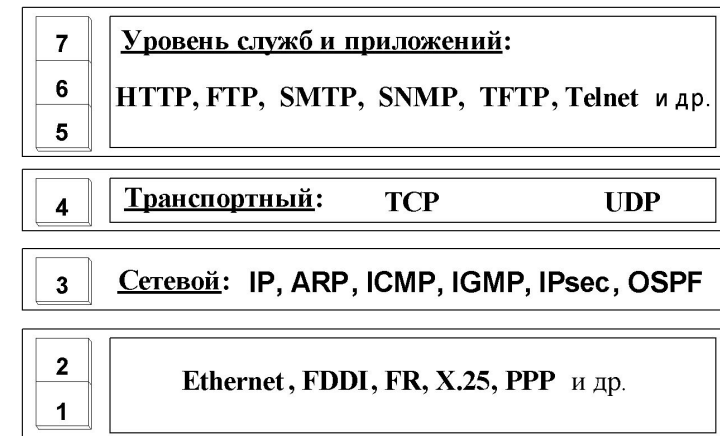 7
Уровень служб и приложений:
6
HTTP, FTP, SMTP, SNMP, TFTP, Telnet и др.
5
4
Транспортный: TCP UDP
3
Сетевой: IP, ARP, ICMP, IGMP, IPsec, OSPF
2
Ethernet, FDDI, FR, X.25, PPP и др.
1